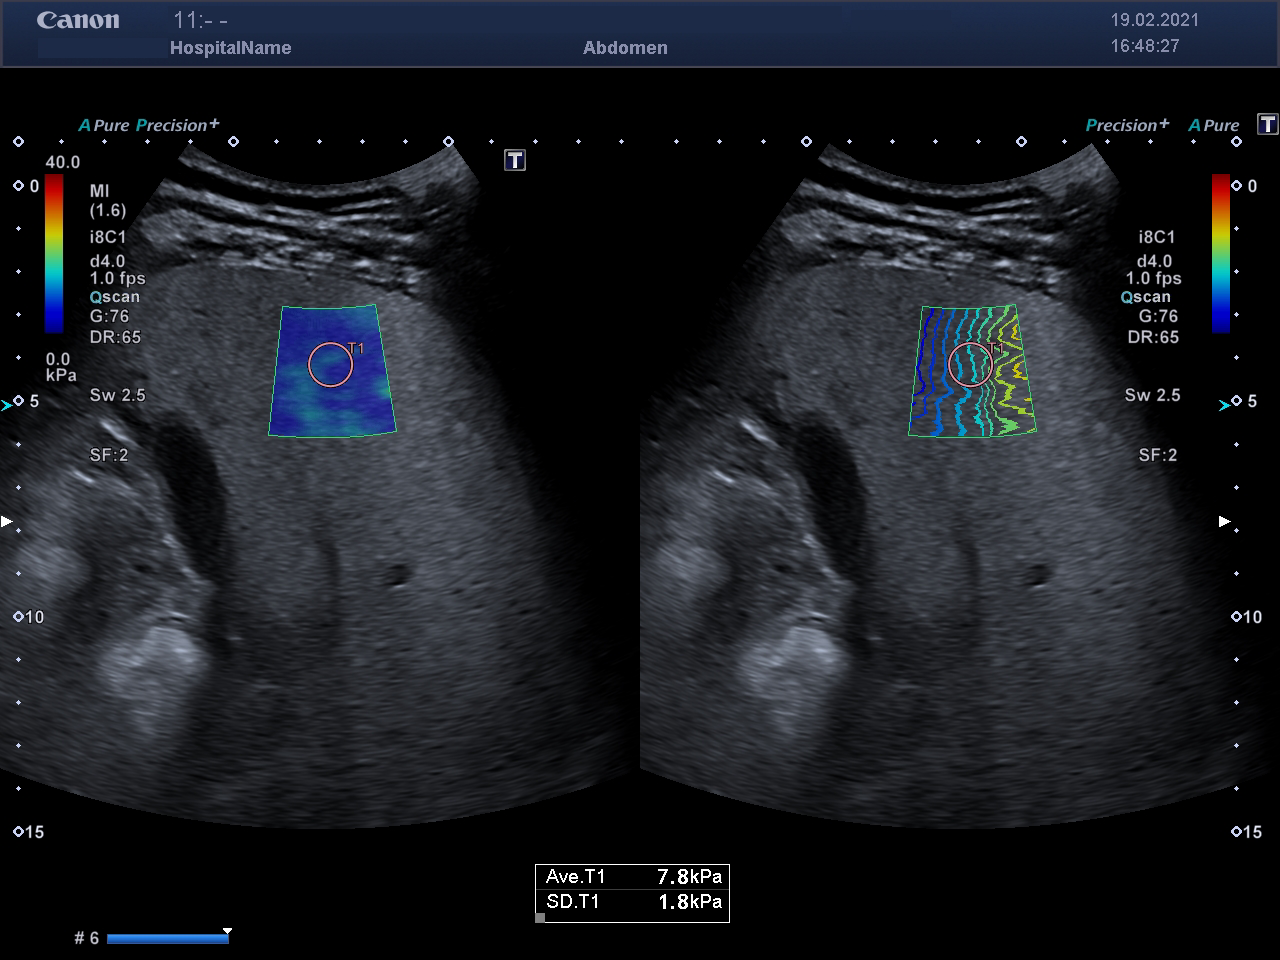 Canon 11:- - 19.02.2021
HospitalName Abdomen 16:48:27
A Pure Precision+ Precision+ A Pure T
40.0 T
0 MI 0
(1.6)
i8C1 i8C1
d4.0 d4.0
1.0 fps 1.0 fps
Qscan Qscan
G:76 G:76
DR:65 DR:65
T1 T1
0.0
kPa
Sw 2.5 Sw 2.5
5 5
SF:2 SF:2
10 10
15 15
Ave.T1 7.8kPa
SD.T1 1.8kPa
# 6